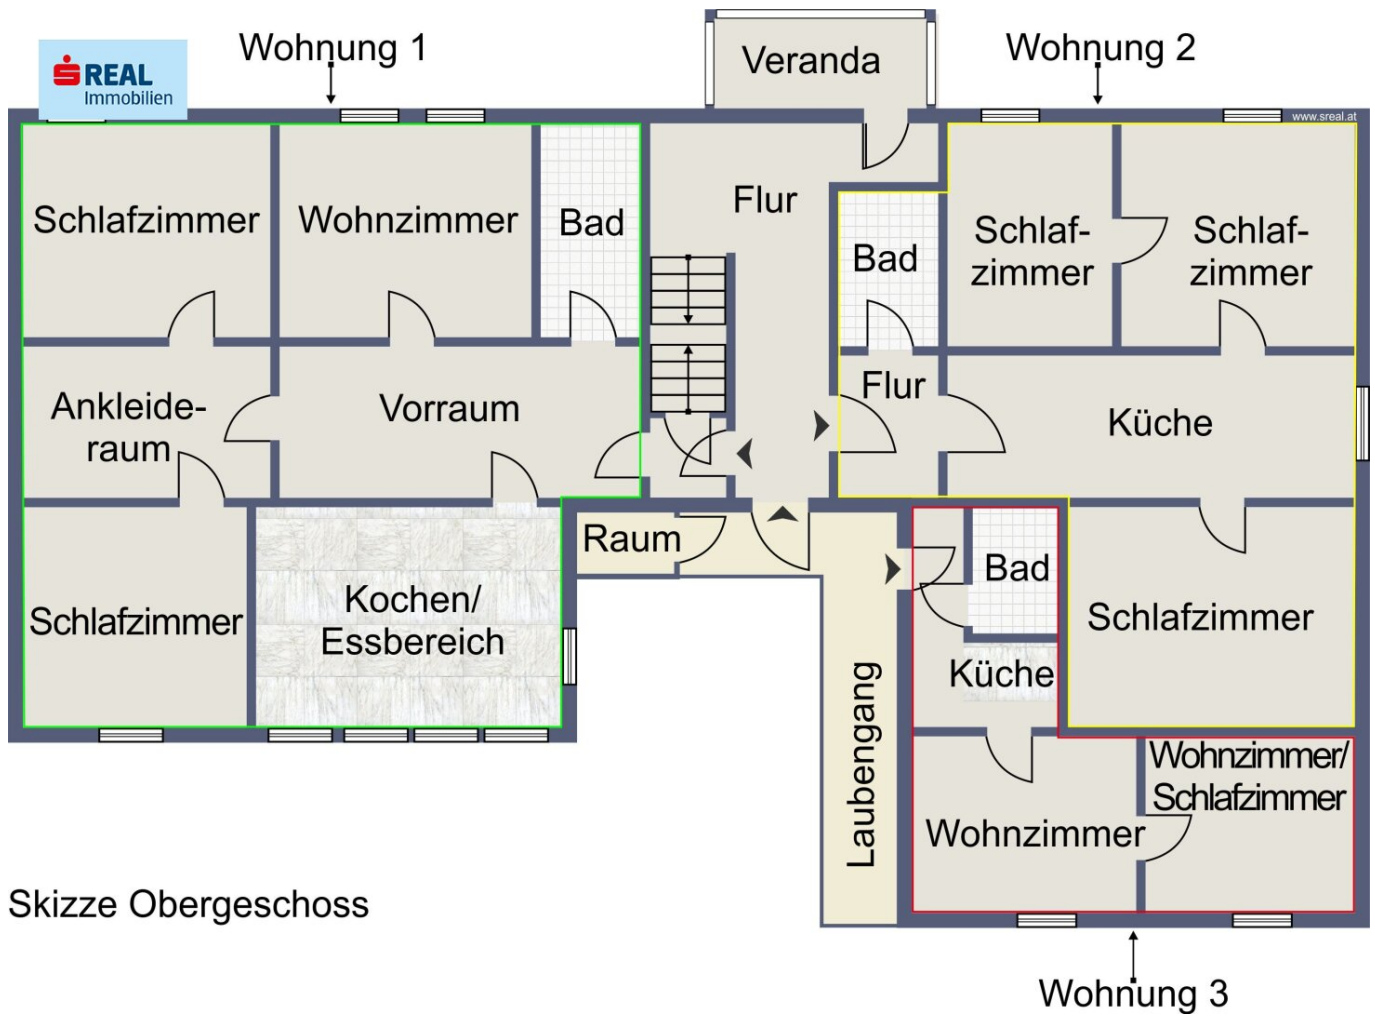 Wohnung 1
Veranda
Wohnung 2
S REAL
Immobilien
www.sreal.at
Schlafzimmer
Wohnzimmer
Bad
Flur
Bad
Schlaf-
zimmer
Schlaf-
zimmer
Ankleide-
raum
Vorraum
Flur
Küche
Raum
Bad
Schlafzimmer
Kochen/
Essbereich
Schlafzimmer
Küche
Laubengang
Wohnzimmer
Wohnzimmer/
Schlafzimmer
Skizze Obergeschoss
Wohnung 3